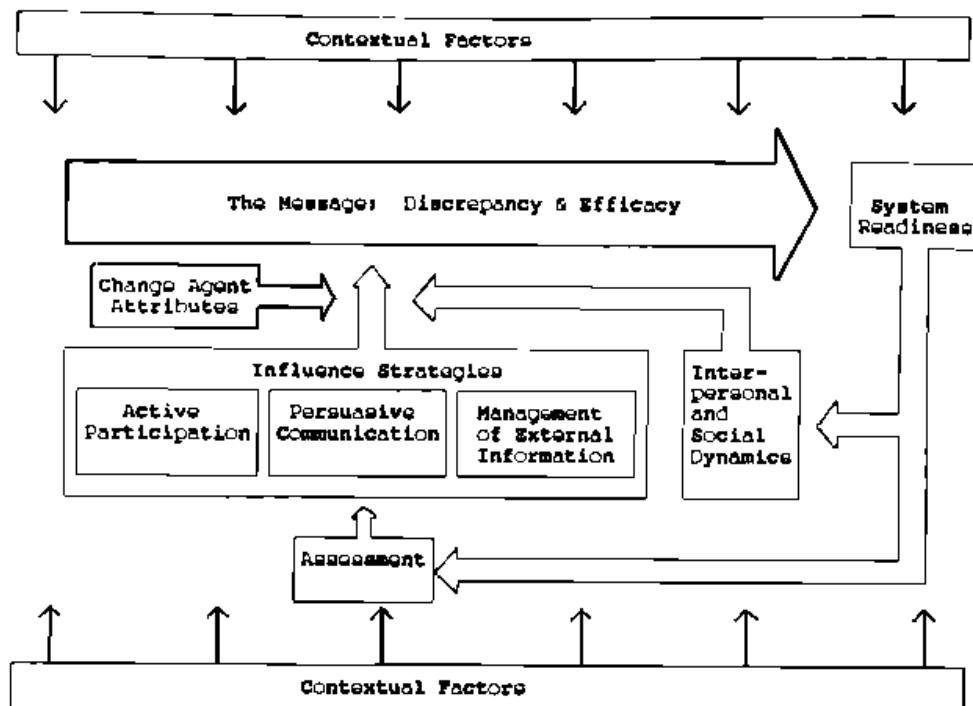 Contextual Factors
The Message: Discrepancy & Efficacy
System
Readiness
Change Agent
Attributes
Influence Strategies
Active
Participation
Persuasive
Communication
Management
of External
Information
Inter-
personal
and
Social
Dynamics
Assessment
Contextual Factors